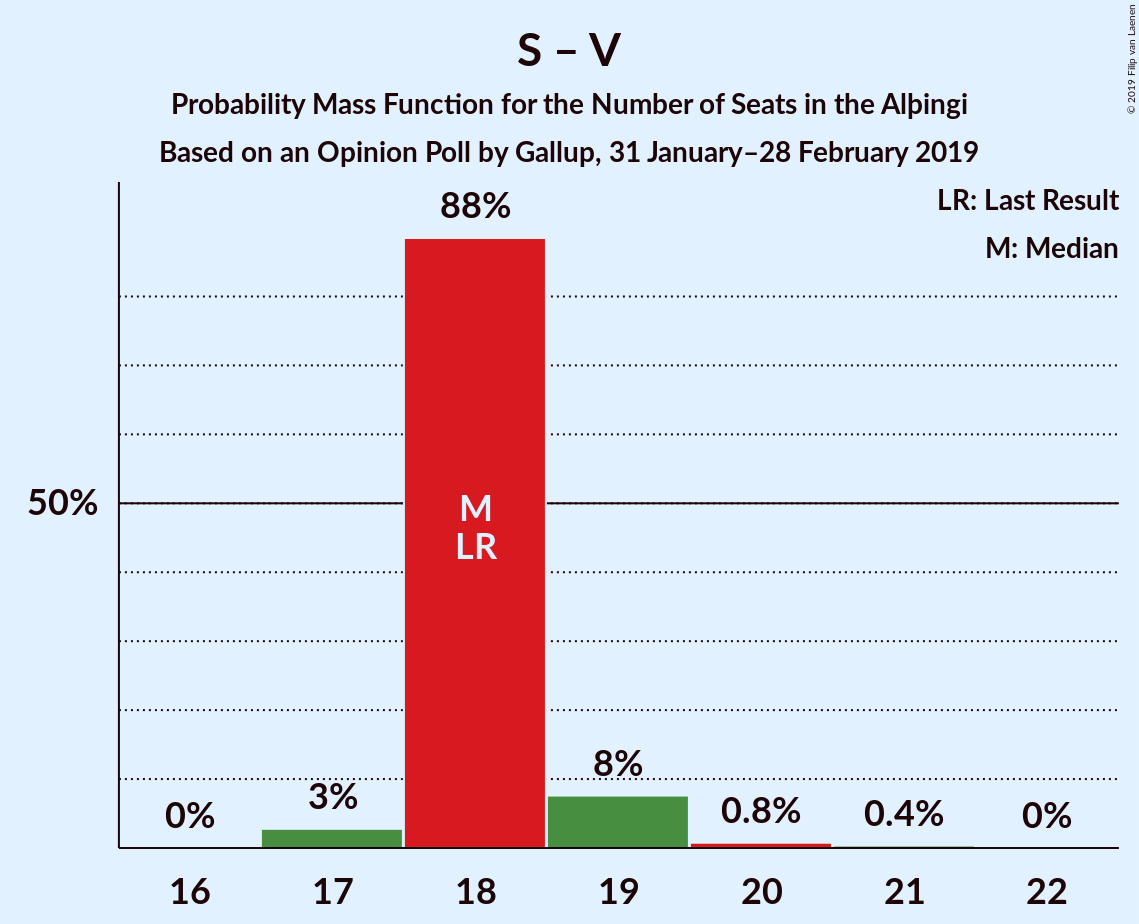 S – V
Probability Mass Function for the Number of Seats in the Alþingi
Based on an Opinion Poll by Gallup, 31 January–28 February 2019
© 2019 Filip van Laenen
LR: Last Result
M: Median
88%
50%
M
LR
0%
3%
8%
0.8%
0.4%
0%
16
17
18
19
20
21
22